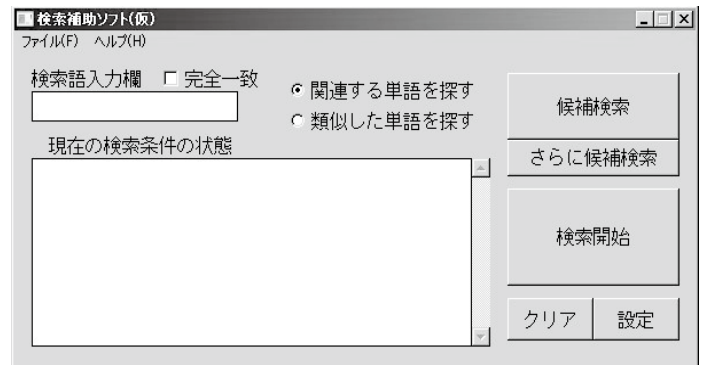 検索補助ソフト(仮)
ファイル(F) ヘルプ(H)
検索語入力欄 完全一致
関連する単語を探す
類似した単語を探す
候補検索
現在の検索条件の状態
さらに候補検索
検索開始
クリア 設定